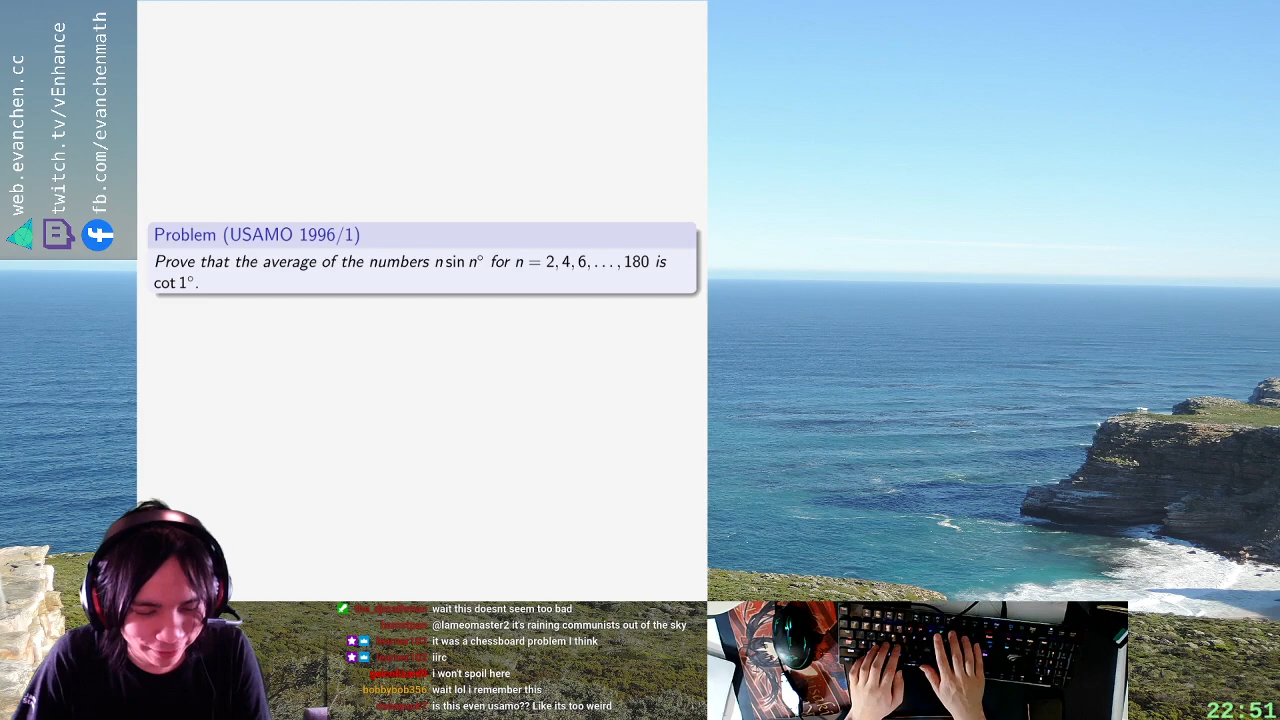 web.evanchen.cc
twitch.tv/vEnhance
fb.com/evanchenmath
Problem (USAMO 1996/1)
Prove that the average of the numbers n sin n° for n = 2, 4, 6, . . . , 180 is
cot 1°.
wait this doesnt seem too bad
@lameomaster2 it's raining communists out of the sky
it was a chessboard problem I think
iirc
i won't spoil here
bobbybob356 wait lol i remember this
is this even usamo?? Like its too weird
22:51